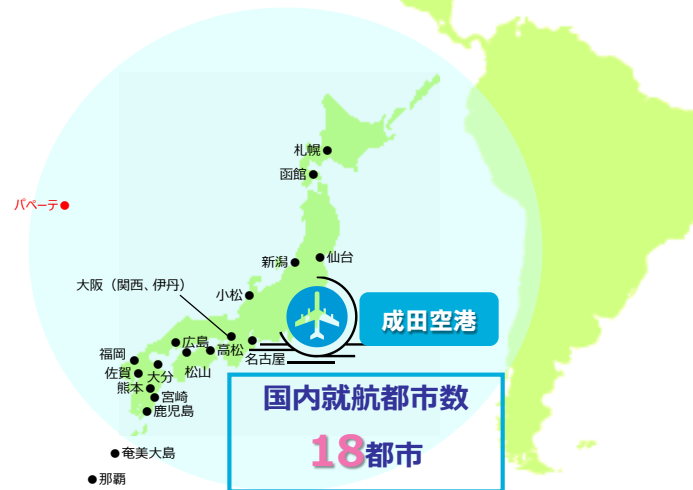 札幌
函館
パペーテ
新潟
仙台
大阪（関西、伊丹）
小松
成田空港
広島
高松
名古屋
福岡
松山
佐賀
大分
熊本
宮崎
鹿児島
奄美大島
那覇
国内就航都市数
18都市